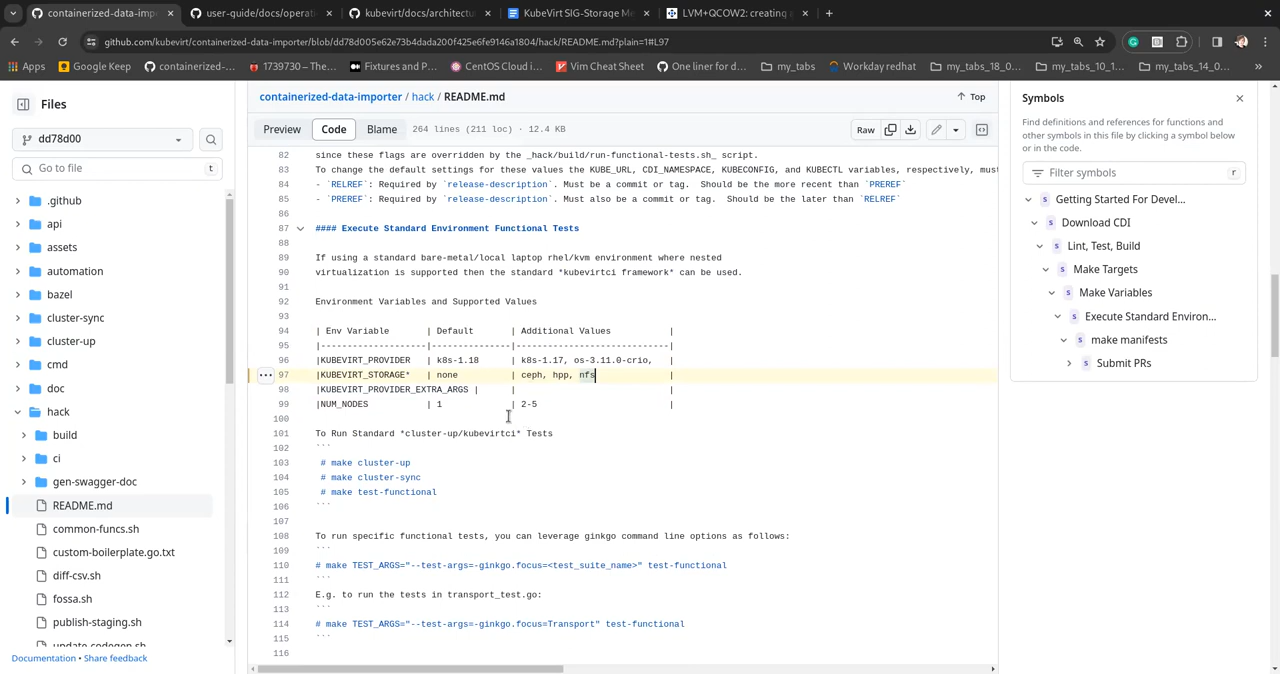 containerized-data-impo
user-guide/docs/operati
kubevirt/docs/architectu
KubeVirt SIG-Storage Me
LVM+QCOW2: creating
github.com/kubevirt/containerized-data-importer/blob/dd78d005e62e73b4dada200f425e6fe9146a1804/hack/README.md?plain=1#L97
Apps
Google Keep
containerized-...
1739730 – The...
Fixtures and P...
CentOS Cloud i...
Vim Cheat Sheet
One liner for d...
my_tabs
Workday redhat
my_tabs_18_0...
my_tabs_10_1...
my_tabs_14_0...
Files
dd78d00
Go to file
t
.github
api
assets
automation
bazel
cluster-sync
cluster-up
cmd
doc
hack
build
ci
gen-swagger-doc
README.md
common-funcs.sh
custom-boilerplate.go.txt
diff-csv.sh
fossa.sh
publish-staging.sh
update-codegen.sh
Documentation • Share feedback
containerized-data-importer / hack / README.md
Top
Preview
Code
Blame
264 lines (211 loc) · 12.4 KB
Raw
82 since these flags are overridden by the _hack/build/run-functional-tests.sh_ script.
83 To change the default settings for these values the KUBE_URL, CDI_NAMESPACE, KUBECONFIG, and KUBECTL variables, respectively, mus
84 - `RELREF`: Required by `release-description`. Must be a commit or tag.  Should be the more recent than `PREREF`
85 - `PREREF`: Required by `release-description`. Must also be a commit or tag.  Should be the later than `RELREF`
86
87 #### Execute Standard Environment Functional Tests
88
89 If using a standard bare-metal/local laptop rhel/kvm environment where nested
90 virtualization is supported then the standard *kubevirtci framework* can be used.
91
92 Environment Variables and Supported Values
93
94 | Env Variable       | Default       | Additional Values           |
95 |--------------------|---------------|-----------------------------|
96 |KUBEVIRT_PROVIDER   | k8s-1.18      | k8s-1.17, os-3.11.0-crio,   |
97 |KUBEVIRT_STORAGE*   | none          | ceph, hpp, nfs              |
98 |KUBEVIRT_PROVIDER_EXTRA_ARGS |      |                             |
99 |NUM_NODES           | 1             | 2-5                         |
100
101 To Run Standard *cluster-up/kubevirtci* Tests
102 ```
103  # make cluster-up
104  # make cluster-sync
105  # make test-functional
106 ```
107
108 To run specific functional tests, you can leverage ginkgo command line options as follows:
109 ```
110 # make TEST_ARGS="--test-args=-ginkgo.focus=<test_suite_name>" test-functional
111 ```
112 E.g. to run the tests in transport_test.go:
113 ```
114 # make TEST_ARGS="--test-args=-ginkgo.focus=Transport" test-functional
115 ```
116
Symbols
Find definitions and references for functions
and other symbols in this file by clicking a symbol below
or in the code.
Filter symbols
r
Getting Started For Devel...
Download CDI
Lint, Test, Build
Make Targets
Make Variables
Execute Standard Environ...
make manifests
Submit PRs